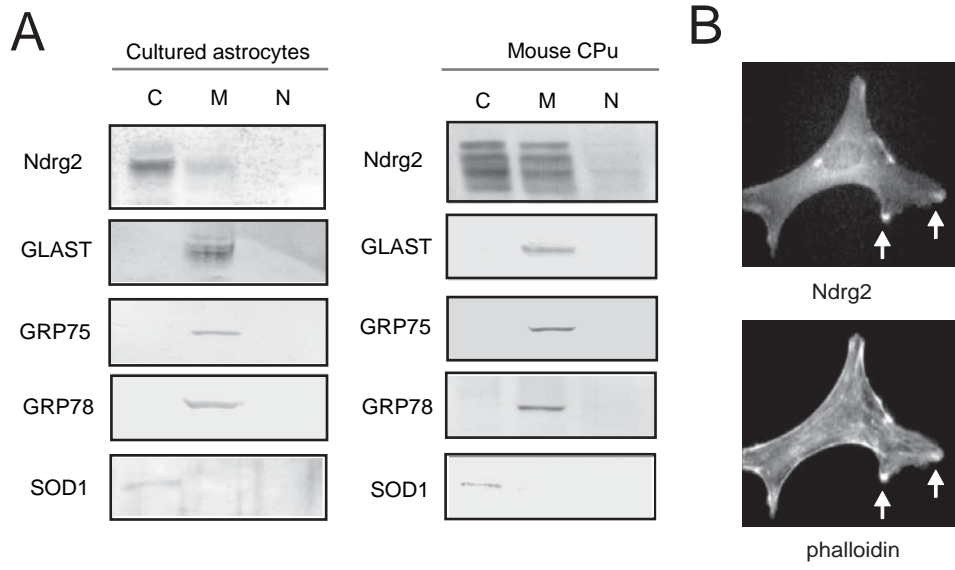 A
Cultured astrocytes
C M N
Ndrg2
GLAST
GRP75
GRP78
SOD1
Mouse CPu
C M N
Ndrg2
GLAST
GRP75
GRP78
SOD1
B
Ndrg2
phalloidin